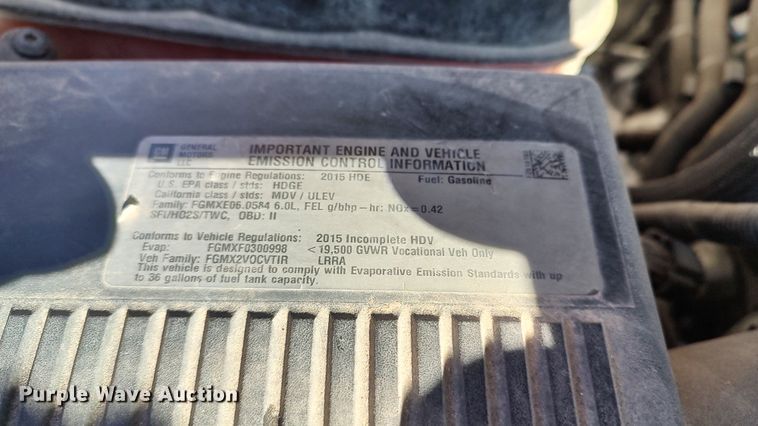 GM
GENERAL MOTORS LLC
IMPORTANT ENGINE AND VEHICLE
EMISSION CONTROL INFORMATION
Conforms to Engine Regulations: 2015 HDE Fuel: Gasoline
U.S. EPA class / stds: HDGE
California class / stds: MDV / ULEV
Family: FGMXE06.0584 6.0L, FEL g/bhp-hr: NOx= 0.42
SFI/HO2S/TWC, OBD: II
Conforms to Vehicle Regulations: 2015 Incomplete HDV
Evap: FGMXF0300998 < 19,500 GVWR Vocational Veh Only
Veh Family: FGMX2VOCVTIR LRRA
This vehicle is designed to comply with Evaporative Emission Standards with up
to 36 gallons of fuel tank capacity.
Purple Wave Auction